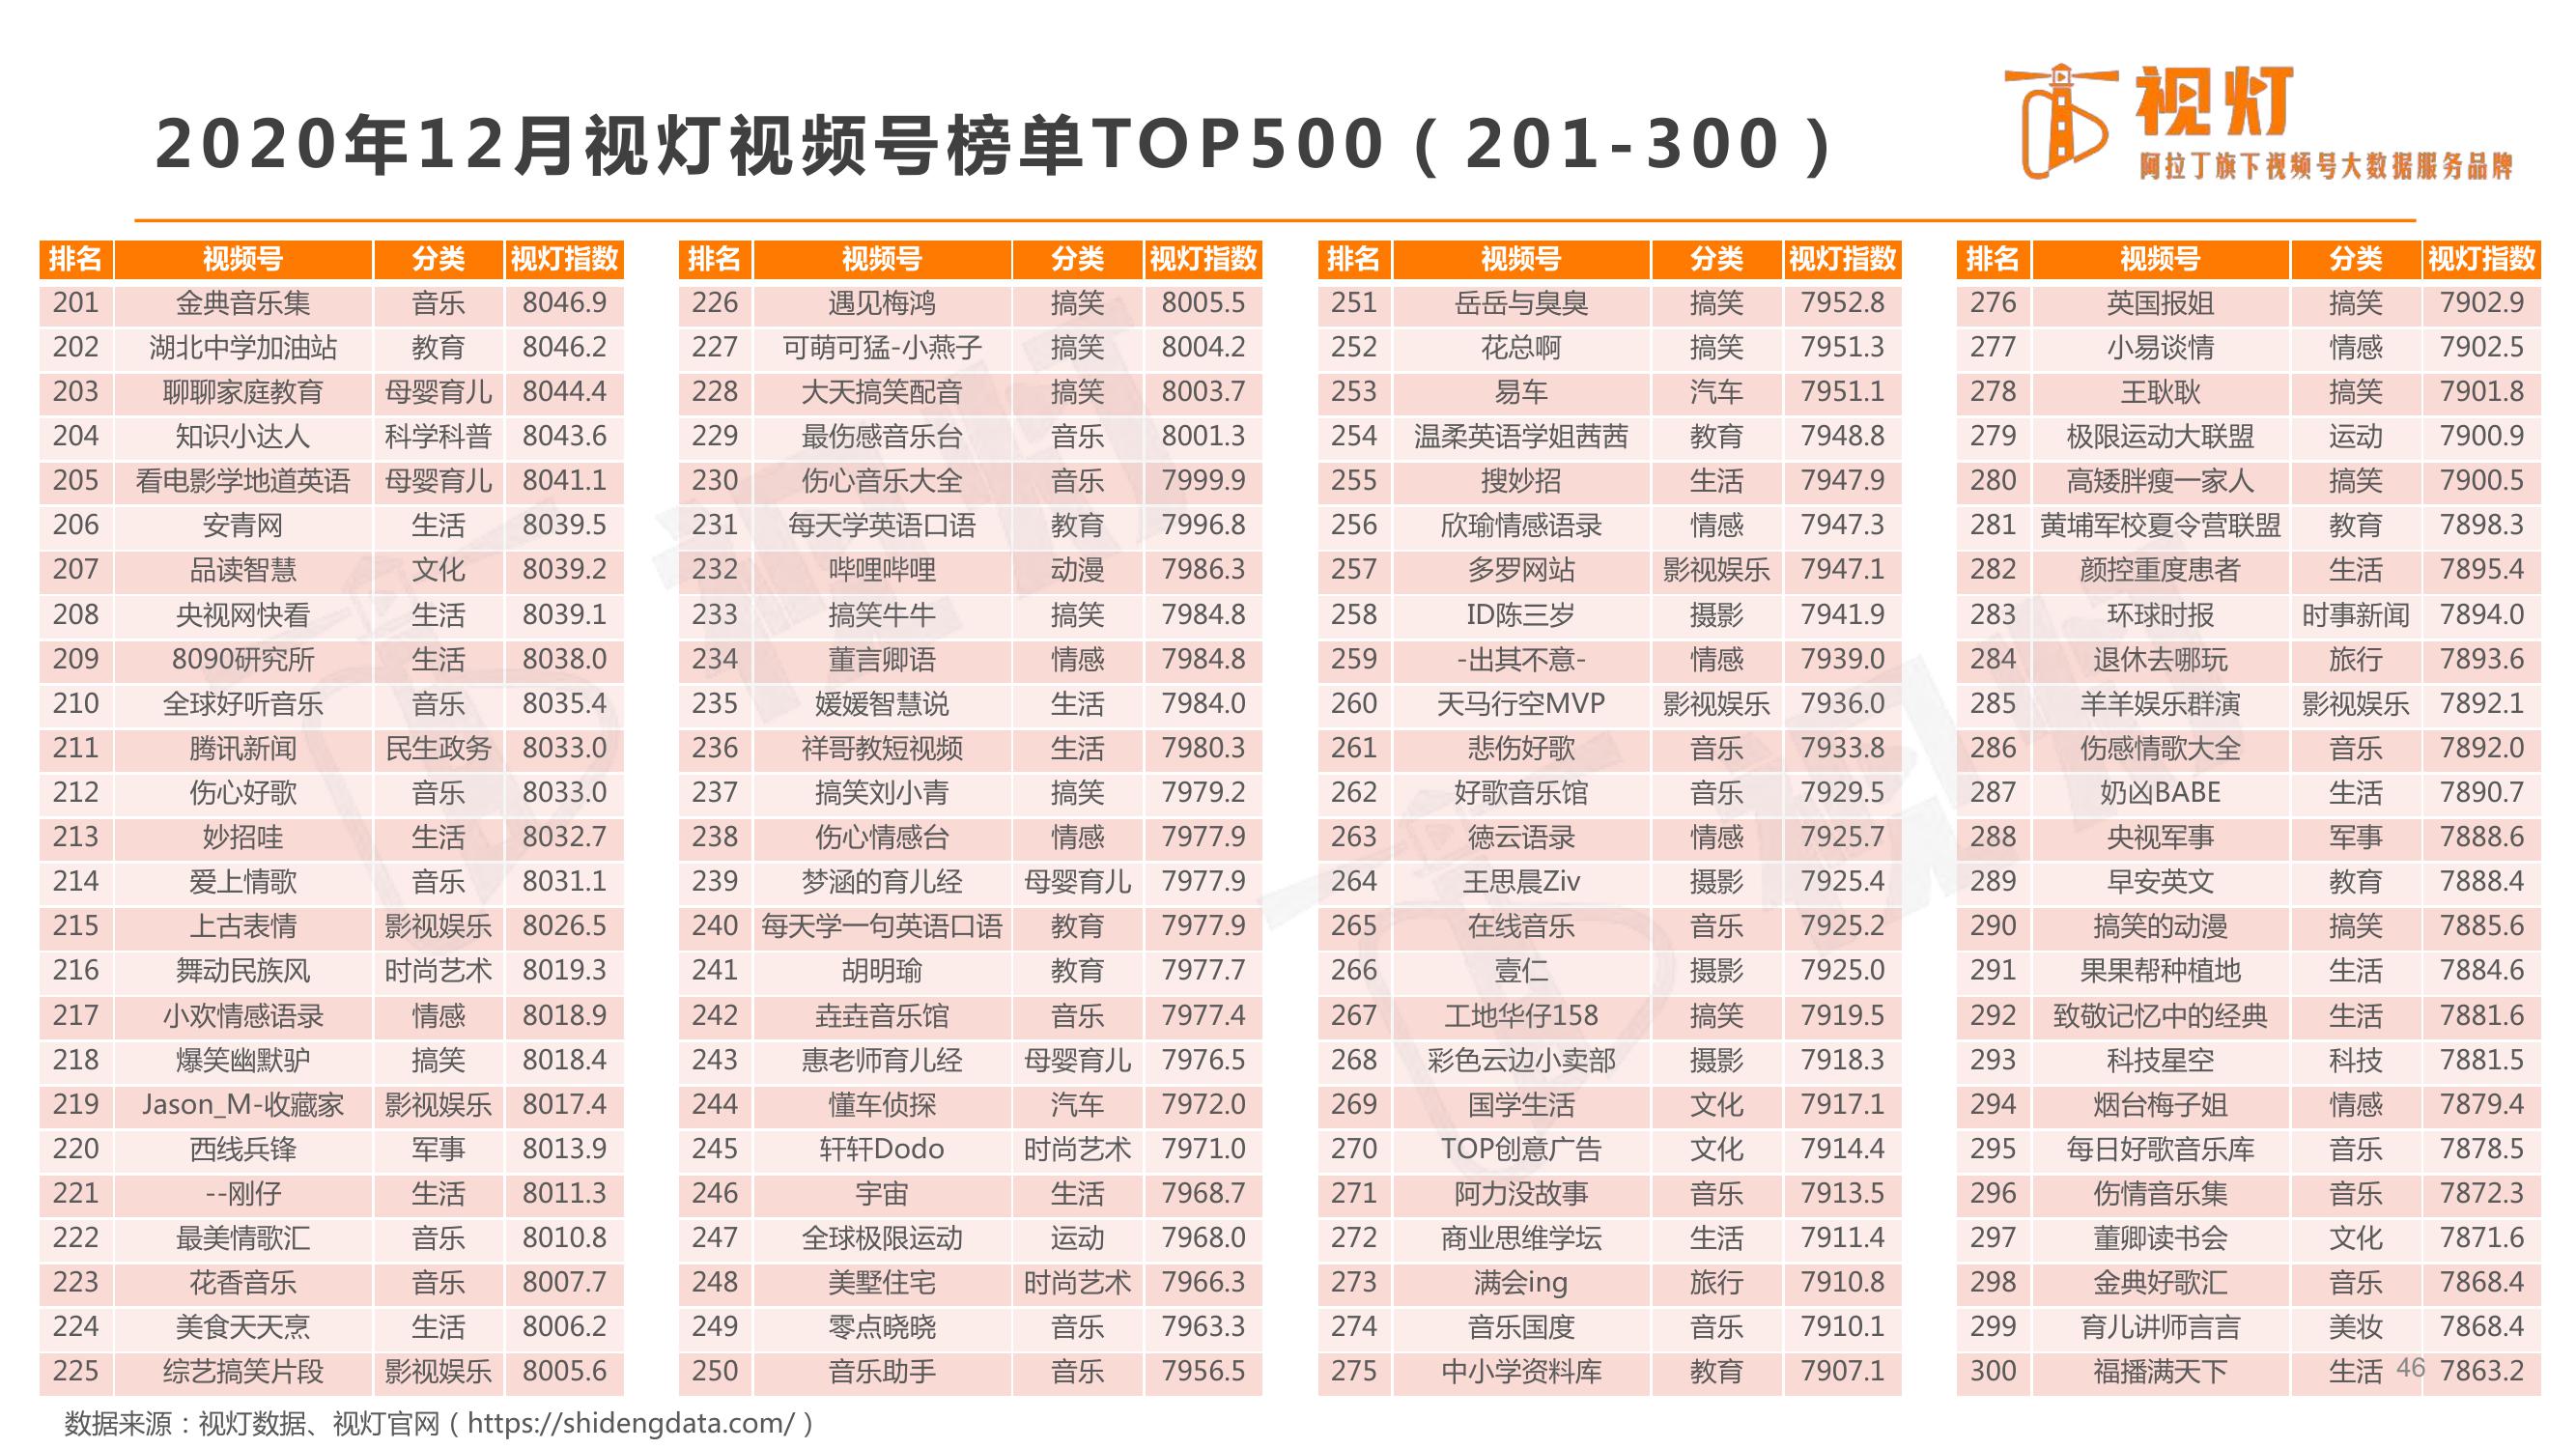 2020年12月视灯视频号榜单TOP500（201-300）
视灯
阿拉丁旗下视频号大数据服务品牌
排名 视频号 分类 视灯指数
201 金典音乐集 音乐 8046.9
202 湖北中学加油站 教育 8046.2
203 聊聊家庭教育 母婴育儿 8044.4
204 知识小达人 科学科普 8043.6
205 看电影学地道英语 母婴育儿 8041.1
206 安青网 生活 8039.5
207 品读智慧 文化 8039.2
208 央视网快看 生活 8039.1
209 8090研究所 生活 8038.0
210 全球好听音乐 音乐 8035.4
211 腾讯新闻 民生政务 8033.0
212 伤心好歌 音乐 8033.0
213 妙招哇 生活 8032.7
214 爱上情歌 音乐 8031.1
215 上古表情 影视娱乐 8026.5
216 舞动民族风 时尚艺术 8019.3
217 小欢情感语录 情感 8018.9
218 爆笑幽默驴 搞笑 8018.4
219 Jason_M-收藏家 影视娱乐 8017.4
220 西线兵锋 军事 8013.9
221 --刚仔 生活 8011.3
222 最美情歌汇 音乐 8010.8
223 花香音乐 音乐 8007.7
224 美食天天烹 生活 8006.2
225 综艺搞笑片段 影视娱乐 8005.6
排名 视频号 分类 视灯指数
226 遇见梅鸿 搞笑 8005.5
227 可萌可猛-小燕子 搞笑 8004.2
228 大天搞笑配音 搞笑 8003.7
229 最伤感音乐台 音乐 8001.3
230 伤心音乐大全 音乐 7999.9
231 每天学英语口语 教育 7996.8
232 哔哩哔哩 动漫 7986.3
233 搞笑牛牛 搞笑 7984.8
234 董言卿语 情感 7984.8
235 媛媛智慧说 生活 7984.0
236 祥哥教短视频 生活 7980.3
237 搞笑刘小青 搞笑 7979.2
238 伤心情感台 情感 7977.9
239 梦涵的育儿经 母婴育儿 7977.9
240 每天学一句英语口语 教育 7977.9
241 胡明瑜 教育 7977.7
242 垚垚音乐馆 音乐 7977.4
243 惠老师育儿经 母婴育儿 7976.5
244 懂车侦探 汽车 7972.0
245 轩轩Dodo 时尚艺术 7971.0
246 宇宙 生活 7968.7
247 全球极限运动 运动 7968.0
248 美墅住宅 时尚艺术 7966.3
249 零点晓晓 音乐 7963.3
250 音乐助手 音乐 7956.5
排名 视频号 分类 视灯指数
251 岳岳与臭臭 搞笑 7952.8
252 花总啊 搞笑 7951.3
253 易车 汽车 7951.1
254 温柔英语学姐茜茜 教育 7948.8
255 搜妙招 生活 7947.9
256 欣瑜情感语录 情感 7947.3
257 多罗网站 影视娱乐 7947.1
258 ID陈三岁 摄影 7941.9
259 -出其不意- 情感 7939.0
260 天马行空MVP 影视娱乐 7936.0
261 悲伤好歌 音乐 7933.8
262 好歌音乐馆 音乐 7929.5
263 徳云语录 情感 7925.7
264 王思晨Ziv 摄影 7925.4
265 在线音乐 音乐 7925.2
266 壹仁 摄影 7925.0
267 工地华仔158 搞笑 7919.5
268 彩色云边小卖部 摄影 7918.3
269 国学生活 文化 7917.1
270 TOP创意广告 文化 7914.4
271 阿力没故事 音乐 7913.5
272 商业思维学坛 生活 7911.4
273 满会ing 旅行 7910.8
274 音乐国度 音乐 7910.1
275 中小学资料库 教育 7907.1
排名 视频号 分类 视灯指数
276 英国报姐 搞笑 7902.9
277 小易谈情 情感 7902.5
278 王耿耿 搞笑 7901.8
279 极限运动大联盟 运动 7900.9
280 高矮胖瘦一家人 搞笑 7900.5
281 黄埔军校夏令营联盟 教育 7898.3
282 颜控重度患者 生活 7895.4
283 环球时报 时事新闻 7894.0
284 退休去哪玩 旅行 7893.6
285 羊羊娱乐群演 影视娱乐 7892.1
286 伤感情歌大全 音乐 7892.0
287 奶凶BABE 生活 7890.7
288 央视军事 军事 7888.6
289 早安英文 教育 7888.4
290 搞笑的动漫 搞笑 7885.6
291 果果帮种植地 生活 7884.6
292 致敬记忆中的经典 生活 7881.6
293 科技星空 科技 7881.5
294 烟台梅子姐 情感 7879.4
295 每日好歌音乐库 音乐 7878.5
296 伤情音乐集 音乐 7872.3
297 董卿读书会 文化 7871.6
298 金典好歌汇 音乐 7868.4
299 育儿讲师言言 美妆 7868.4
300 福播满天下 生活 7863.2
46
数据来源：视灯数据、视灯官网（https://shidengdata.com/）